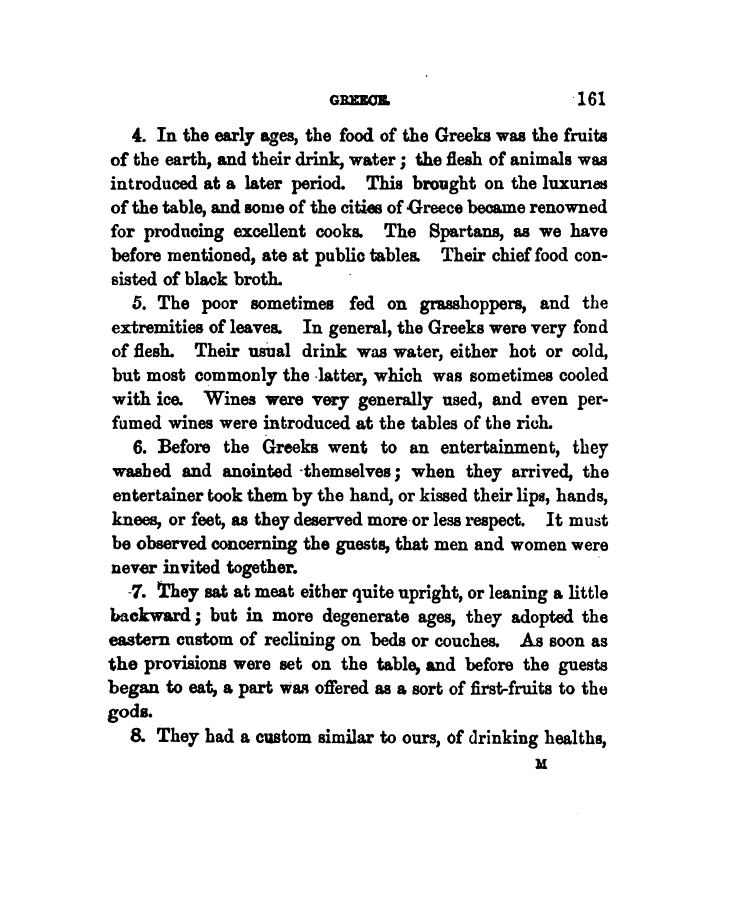 GREECE. 161
4. In the early ages, the food of the Greeks was the fruits
of the earth, and their drink, water; the flesh of animals was
introduced at a later period. This brought on the luxuries
of the table, and some of the cities of Greece became renowned
for producing excellent cooks. The Spartans, as we have
before mentioned, ate at public tables. Their chief food con-
sisted of black broth.
5. The poor sometimes fed on grasshoppers, and the
extremities of leaves. In general, the Greeks were very fond
of flesh. Their usual drink was water, either hot or cold,
but most commonly the latter, which was sometimes cooled
with ice. Wines were very generally used, and even per-
fumed wines were introduced at the tables of the rich.
6. Before the Greeks went to an entertainment, they
washed and anointed themselves; when they arrived, the
entertainer took them by the hand, or kissed their lips, hands,
knees, or feet, as they deserved more or less respect. It must
be observed concerning the guests, that men and women were
never invited together.
7. They sat at meat either quite upright, or leaning a little
backward; but in more degenerate ages, they adopted the
eastern custom of reclining on beds or couches. As soon as
the provisions were set on the table, and before the guests
began to eat, a part was offered as a sort of first-fruits to the
gods.
8. They had a custom similar to ours, of drinking healths,
M